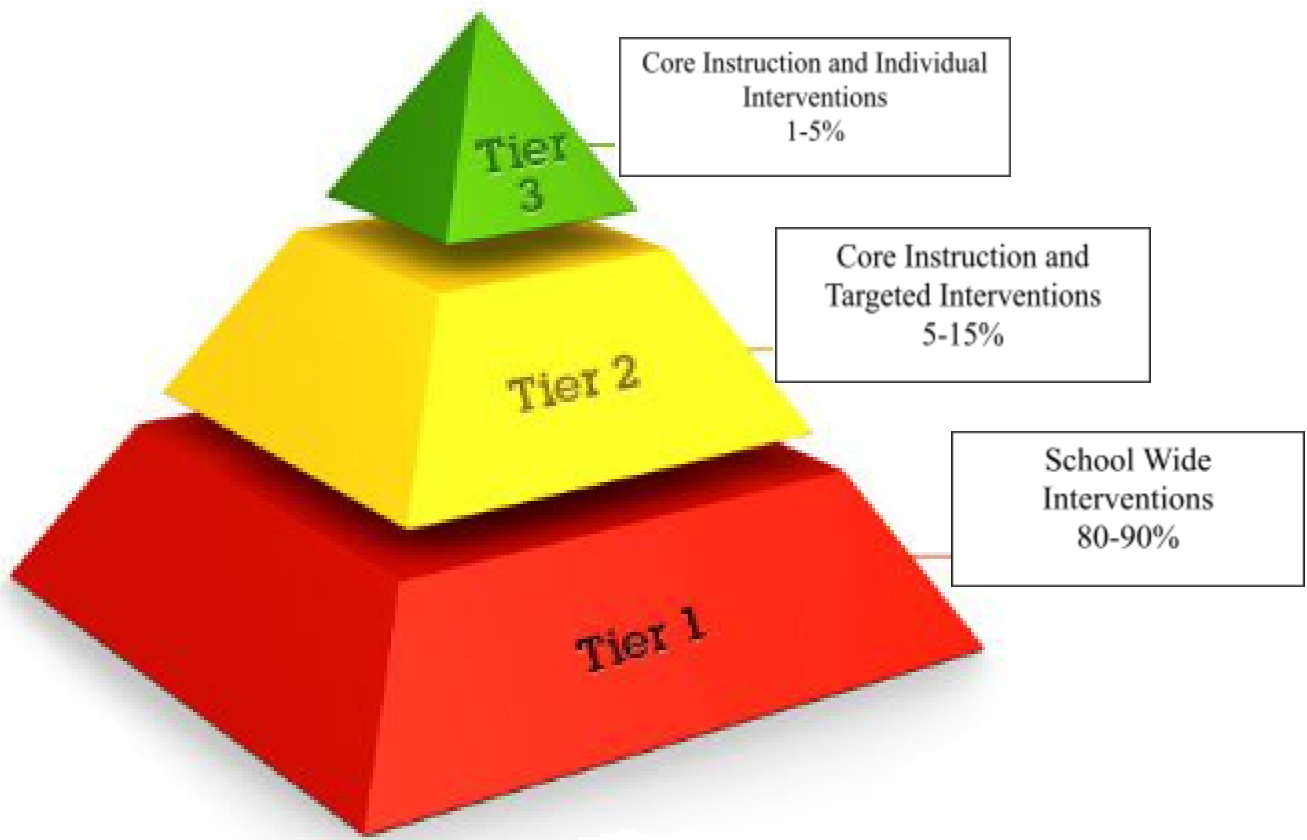 Core Instruction and Individual
Interventions
1-5%
Tier
3
Core Instruction and
Targeted Interventions
5-15%
Tier 2
School Wide
Interventions
80-90%
Tier 1